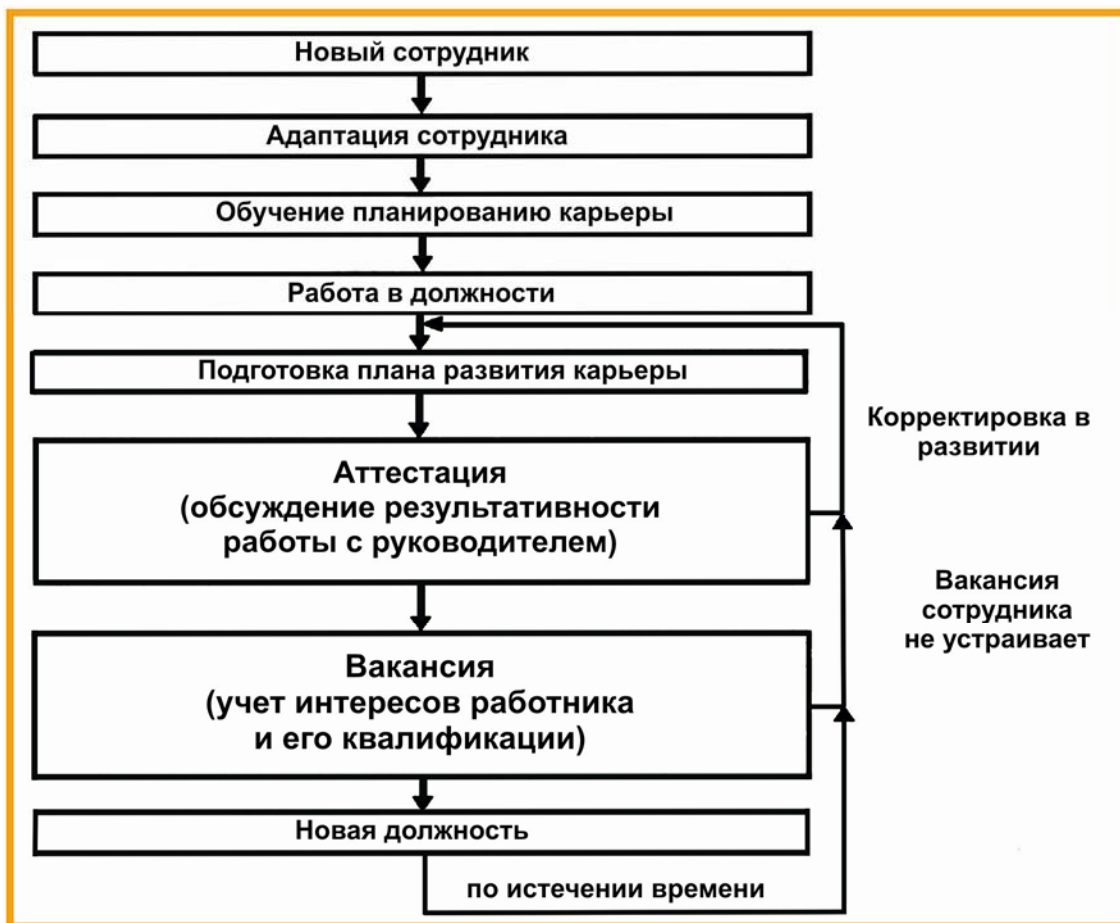 Новый сотрудник
Адаптация сотрудника
Обучение планированию карьеры
Работа в должности
Подготовка плана развития карьеры
Корректировка в
развитии
Аттестация
(обсуждение результативности
работы с руководителем)
Вакансия
сотрудника
не устраивает
Вакансия
(учет интересов работника
и его квалификации)
Новая должность
по истечении времени